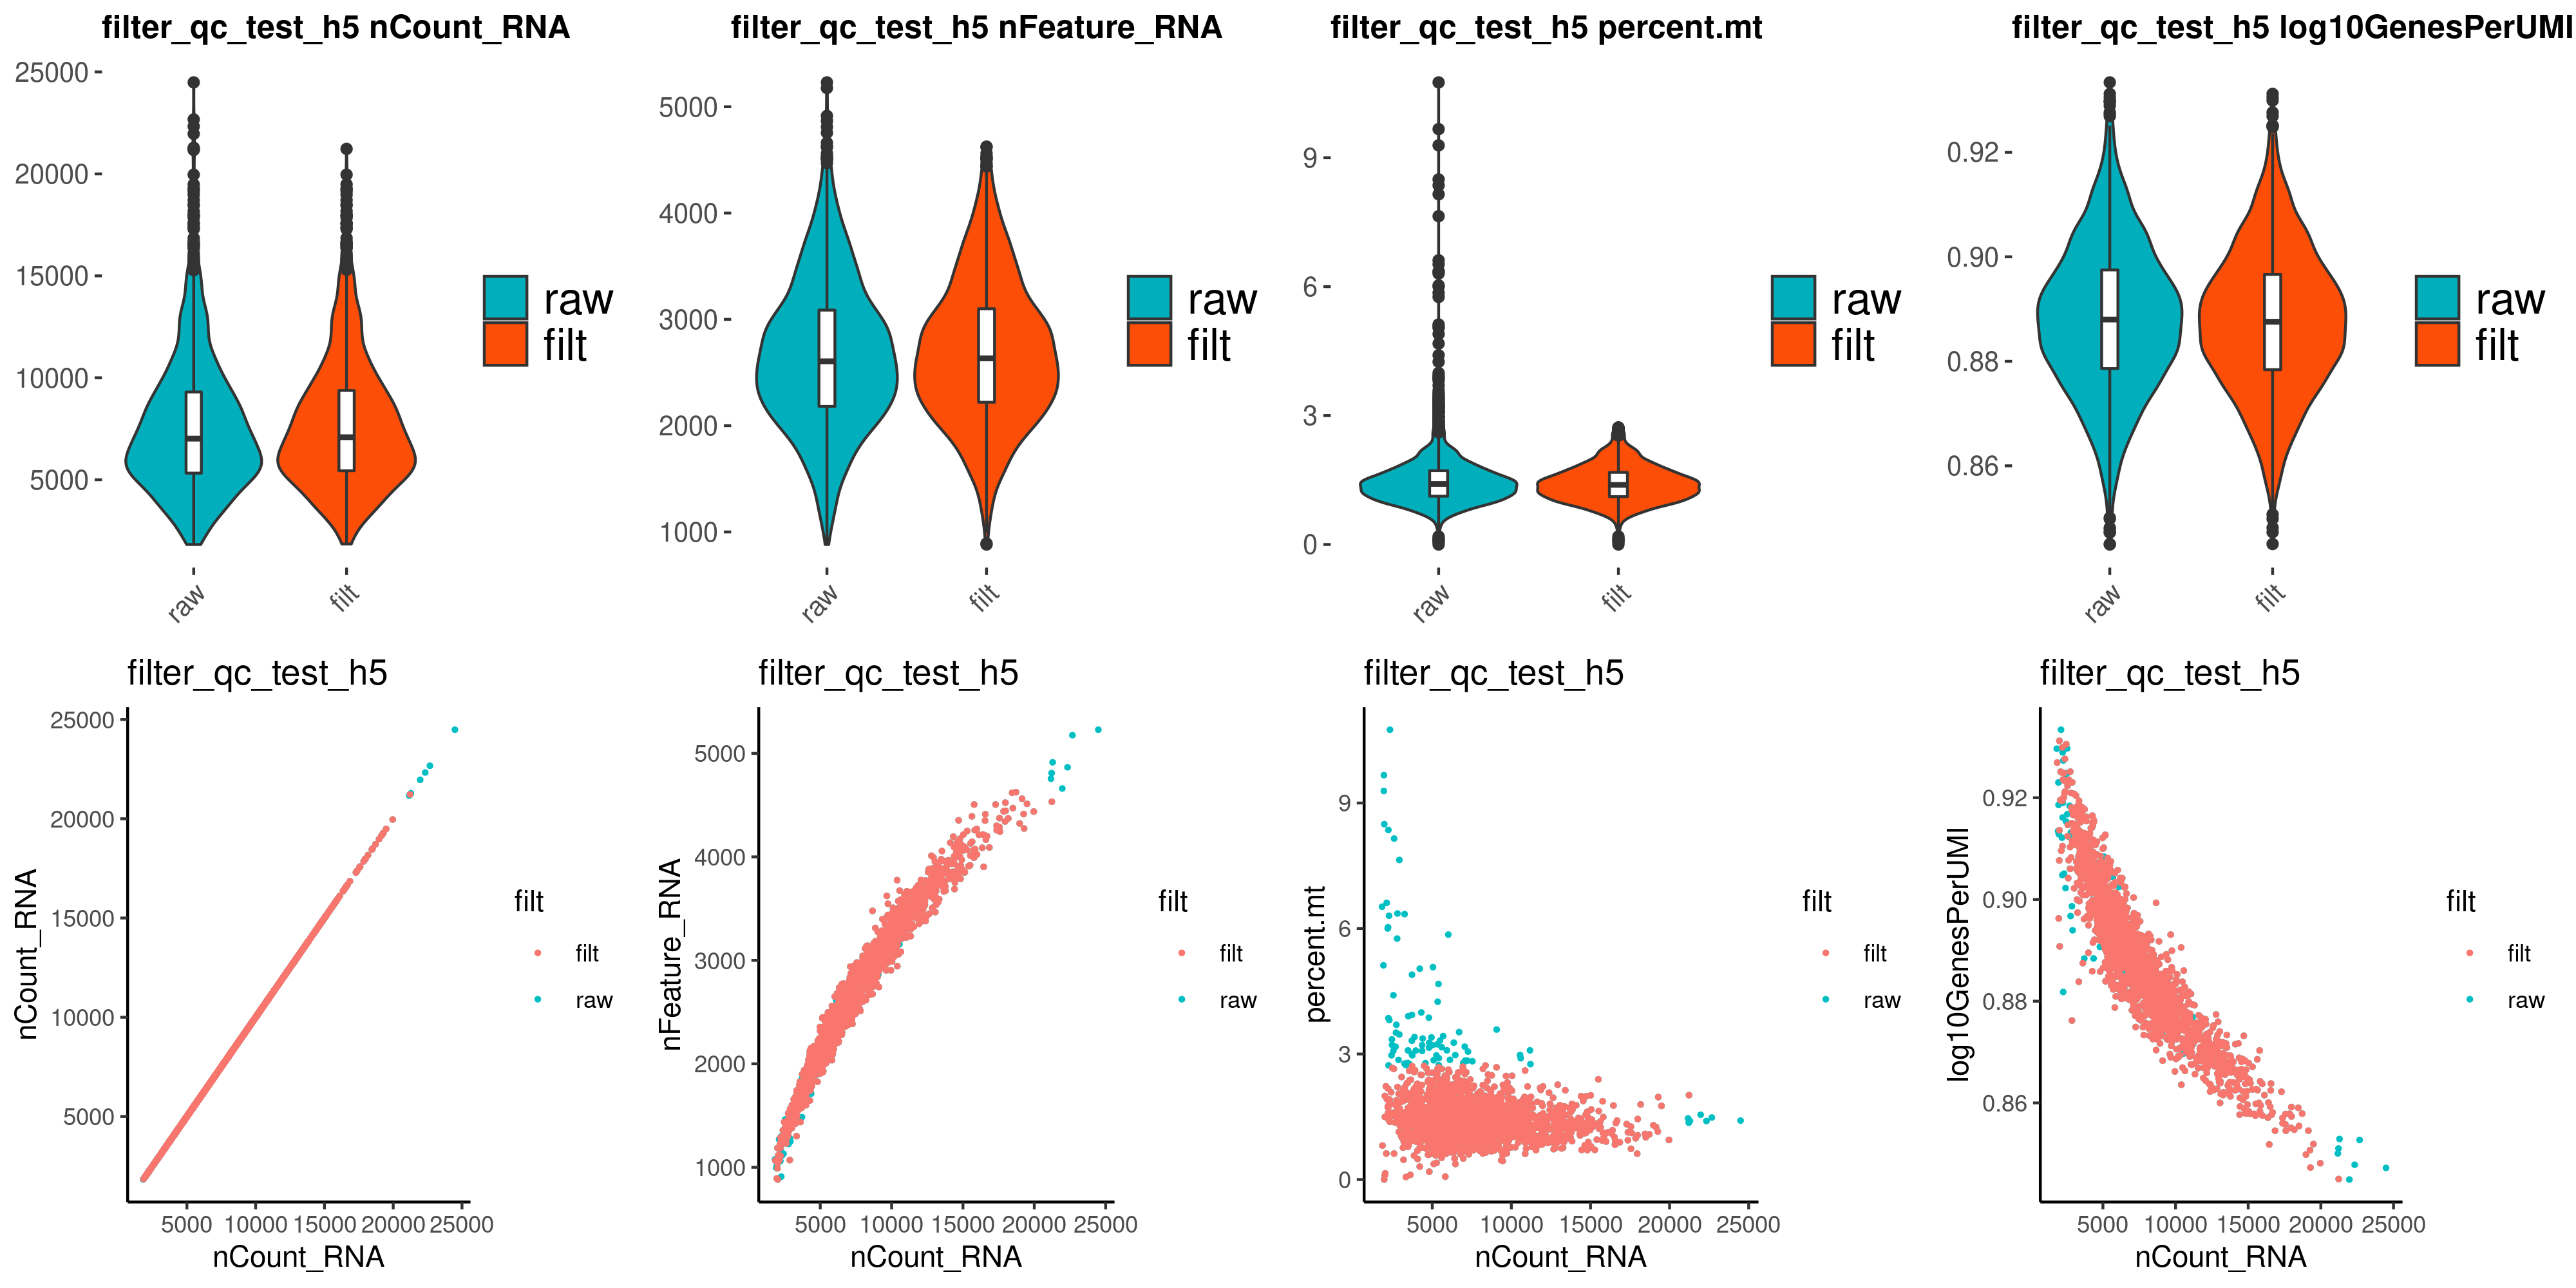 filter_qc_test_h5 nCount_RNA
25000
20000
15000
10000
5000
raw
filt
raw
filt
filter_qc_test_h5 nFeature_RNA
5000
4000
3000
2000
1000
raw
filt
raw
filt
filter_qc_test_h5 percent.mt
9
6
3
0
raw
filt
raw
filt
filter_qc_test_h5 log10GenesPerUMI
0.92
0.90
0.88
0.86
raw
filt
raw
filt
filter_qc_test_h5
nCount_RNA
25000
20000
15000
10000
5000
5000 10000 15000 20000 25000
nCount_RNA
filt
filt
raw
filter_qc_test_h5
nFeature_RNA
5000
4000
3000
2000
1000
5000 10000 15000 20000 25000
nCount_RNA
filt
filt
raw
filter_qc_test_h5
percent.mt
9
6
3
0
5000 10000 15000 20000 25000
nCount_RNA
filt
filt
raw
filter_qc_test_h5
log10GenesPerUMI
0.92
0.90
0.88
0.86
5000 10000 15000 20000 25000
nCount_RNA
filt
filt
raw